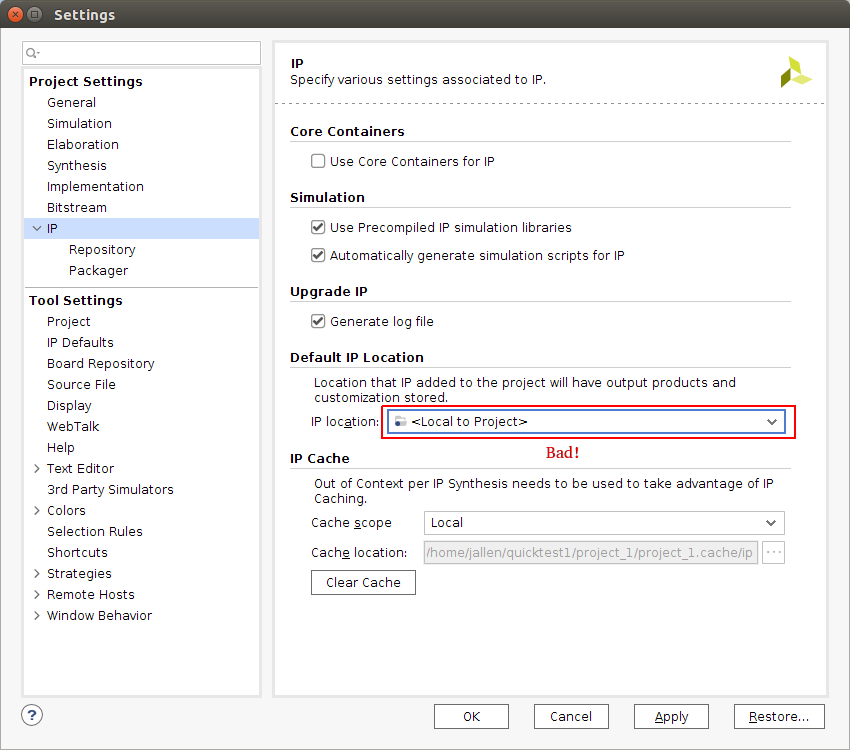 Settings
Project Settings
General
Simulation
Elaboration
Synthesis
Implementation
Bitstream
IP
Repository
Packager
Tool Settings
Project
IP Defaults
Board Repository
Source File
Display
WebTalk
Help
Text Editor
3rd Party Simulators
Colors
Selection Rules
Shortcuts
Strategies
Remote Hosts
Window Behavior
IP
Specify various settings associated to IP.
Core Containers
Use Core Containers for IP
Simulation
Use Precompiled IP simulation libraries
Automatically generate simulation scripts for IP
Upgrade IP
Generate log file
Default IP Location
Location that IP added to the project will have output products and
customization stored.
IP location: <Local to Project>
Bad!
IP Cache
Out of Context per IP Synthesis needs to be used to take advantage of IP
Caching.
Cache scope Local
Cache location: /home/jallen/quicktest1/project_1/project_1.cache/ip ...
Clear Cache
? OK Cancel Apply Restore...